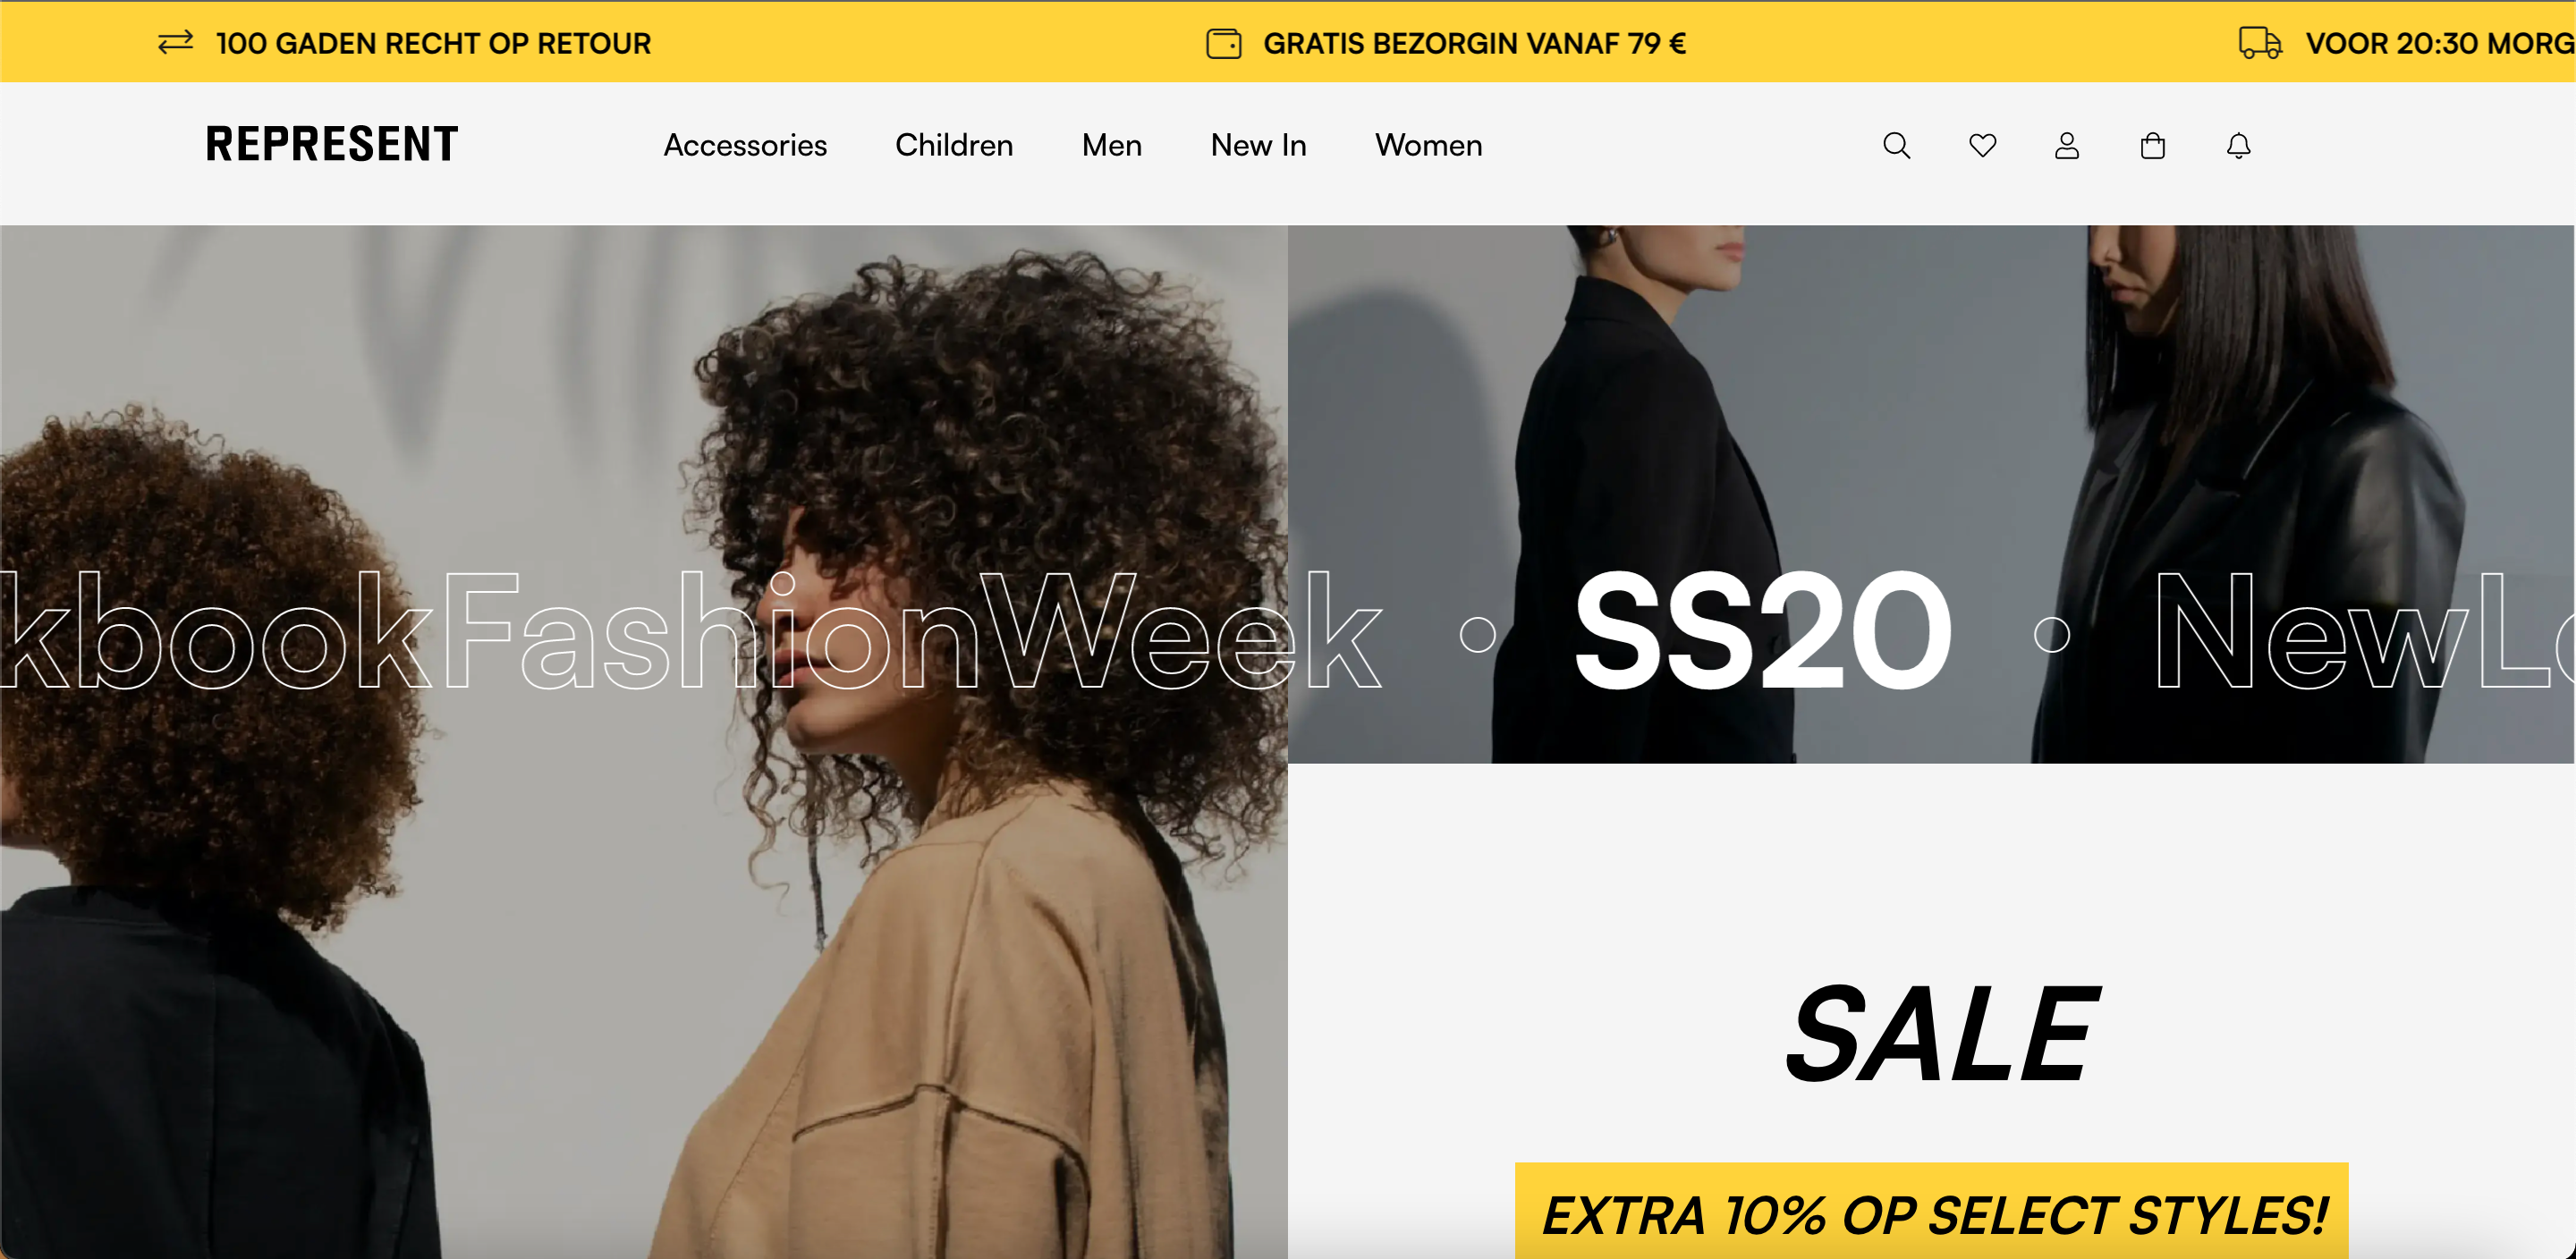 100 GADEN RECHT OP RETOUR
GRATIS BEZORGIN VANAF 79 €
VOOR 20:30 MORG
REPRESENT
Accessories
Children
Men
New In
Women
kbookFashionWeek
SS20
NewLo
SALE
EXTRA 10% OP SELECT STYLES!